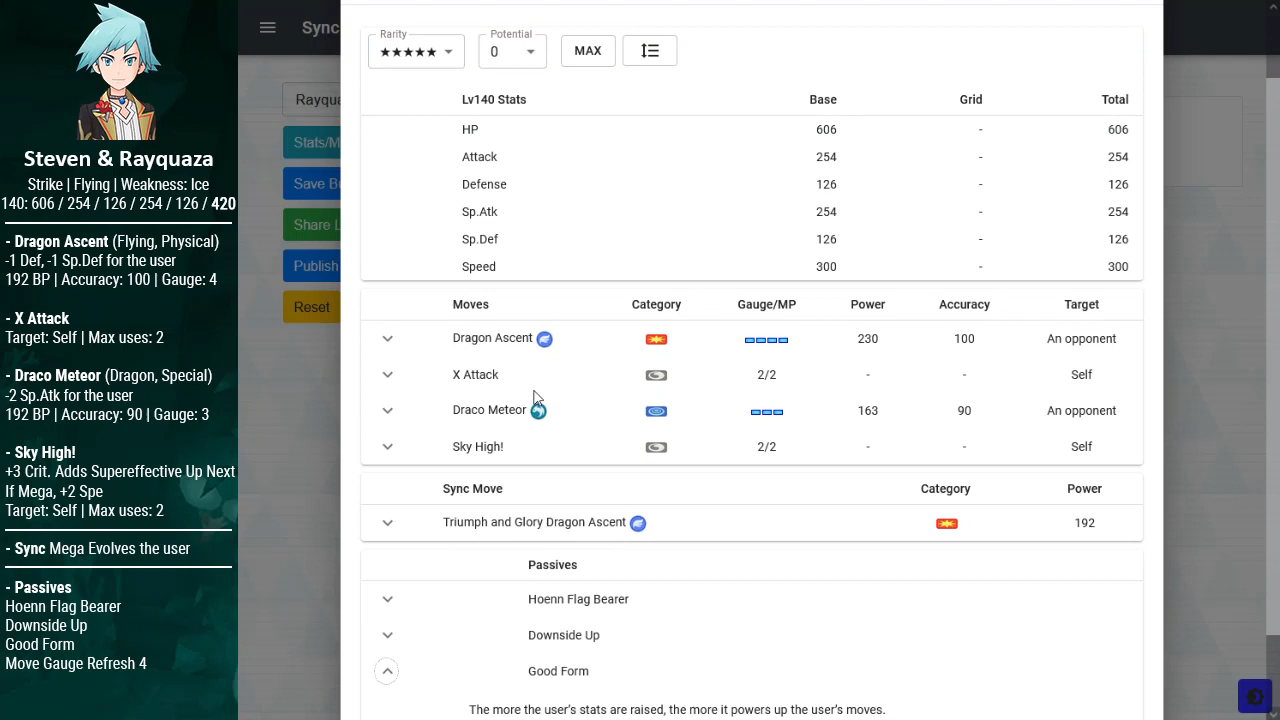 Steven & Rayquaza
Strike | Flying | Weakness: Ice
140: 606 / 254 / 126 / 254 / 126 / 420
- Dragon Ascent (Flying, Physical)
-1 Def, -1 Sp.Def for the user
192 BP | Accuracy: 100 | Gauge: 4
- X Attack
Target: Self | Max uses: 2
- Draco Meteor (Dragon, Special)
-2 Sp.Atk for the user
192 BP | Accuracy: 90 | Gauge: 3
- Sky High!
+3 Crit. Adds Supereffective Up Next
If Mega, +2 Spe
Target: Self | Max uses: 2
- Sync Mega Evolves the user
- Passives
Hoenn Flag Bearer
Downside Up
Good Form
Move Gauge Refresh 4
Sync
Rayqua
Stats/M
Save B
Share L
Publish
Reset
Rarity
★★★★★
Potential
0
MAX
Lv140 Stats Base Grid Total
HP 606 - 606
Attack 254 - 254
Defense 126 - 126
Sp.Atk 254 - 254
Sp.Def 126 - 126
Speed 300 - 300
Moves Category Gauge/MP Power Accuracy Target
Dragon Ascent 230 100 An opponent
X Attack 2/2 - - Self
Draco Meteor 163 90 An opponent
Sky High! 2/2 - - Self
Sync Move Category Power
Triumph and Glory Dragon Ascent 192
Passives
Hoenn Flag Bearer
Downside Up
Good Form
The more the user's stats are raised, the more it powers up the user's moves.